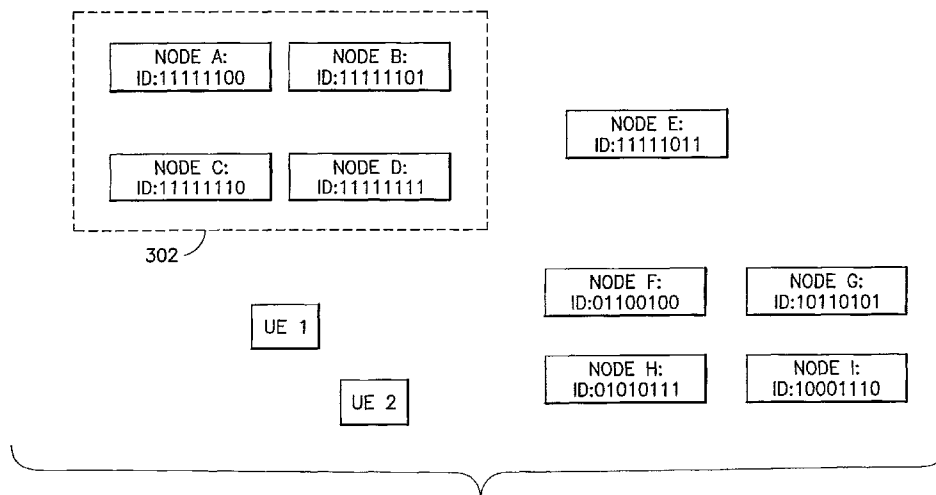 NODE A:
ID:11111100
NODE B:
ID:11111101
NODE C:
ID:11111110
NODE D:
ID:11111111
302
NODE E:
ID:11111011
UE 1
UE 2
NODE F:
ID:01100100
NODE G:
ID:10110101
NODE H:
ID:01010111
NODE I:
ID:10001110